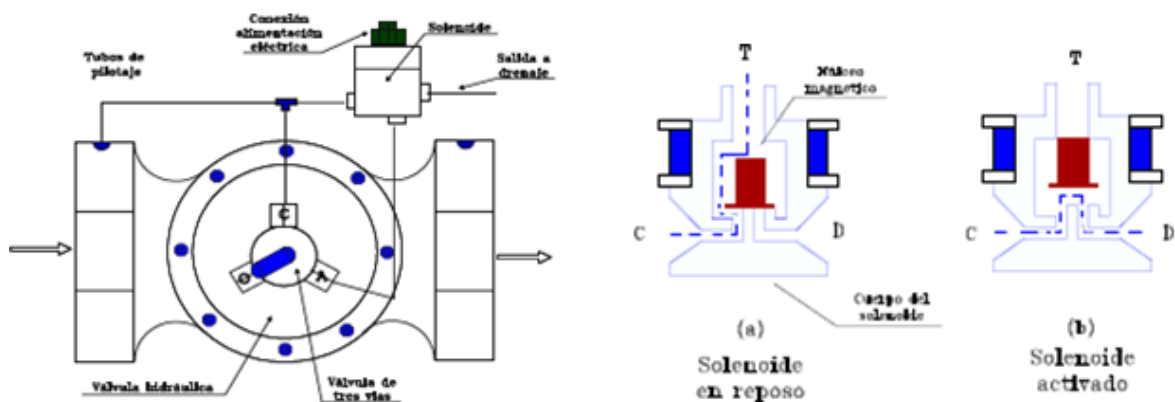 Conexión
alimentación
eléctrica
Solenoide
Tubos de
pilotaje
Salida a
drenaje
C
O
A
Válvula hidráulica
Válvula de
tres vias
T
Núcleo
magnético
C
D
Cuerpo del
solenoide
(a)
Solenoide
en reposo
T
C
D
(b)
Solenoide
activado